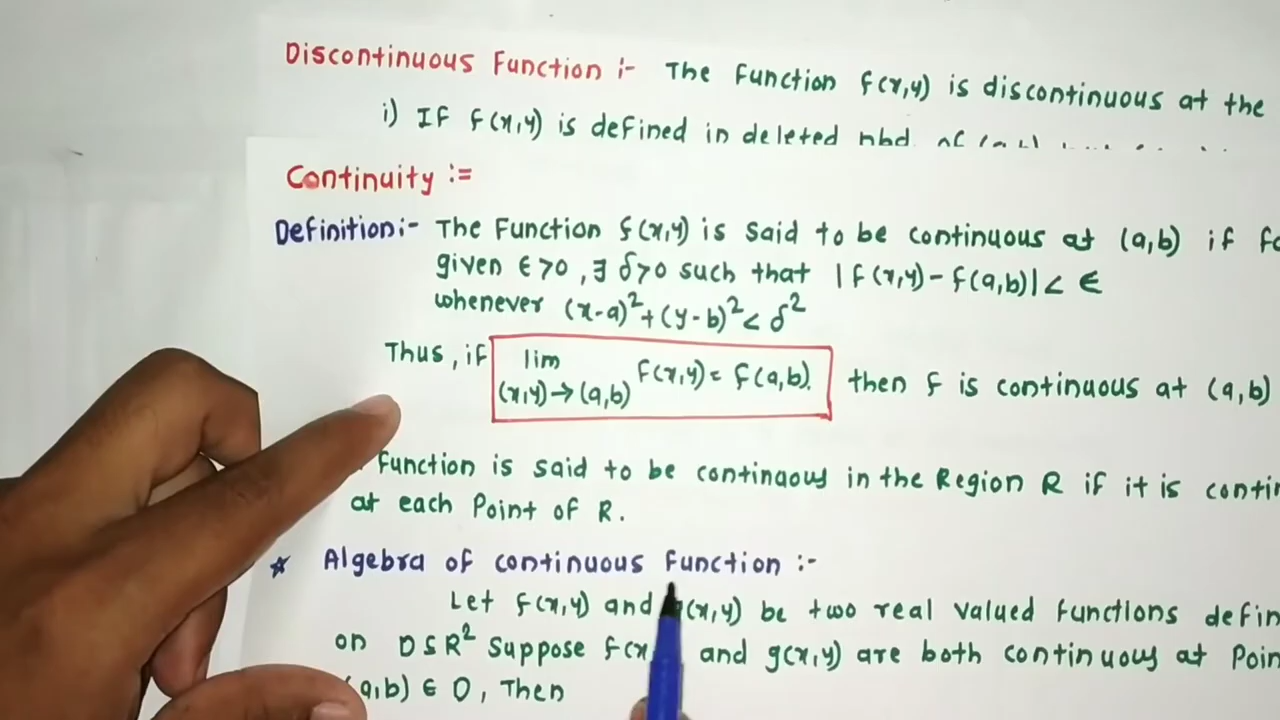 Discontinuous Function :- The function f(x,y) is discontinuous at the
i) If f(x,y) is defined in deleted nbd. of
Continuity :=
Definition:- The Function f(x,y) is said to be continuous at (a,b) if
given ε>0, ∃ δ>0 such that |f(x,y)-f(a,b)|< ε
whenever (x-a)²+(y-b)²< δ²
Thus, if lim (x,y)→(a,b) f(x,y)= f(a,b). then f is continuous at (a,b)
function is said to be continaous in the Region R if it is
at each Point of R.
* Algebra of continuous function :-
Let f(x,y) and (x,y) be two real valued functions
on D⊆R² Suppose and g(x,y) are both continuous at
(a,b) ∈ D, Then